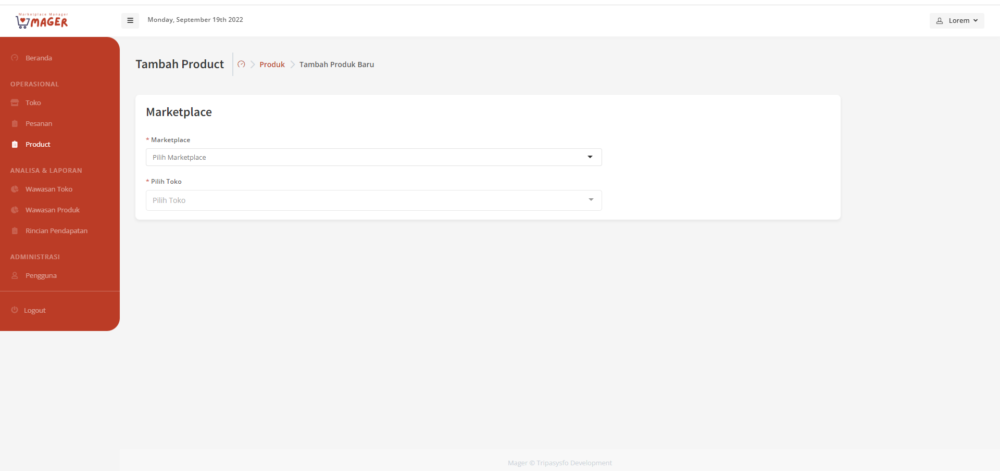 Marketplace Manager
MAGER
Monday, September 19th 2022
Lorem
Beranda
OPERASIONAL
Toko
Pesanan
Product
ANALISA & LAPORAN
Wawasan Toko
Wawasan Produk
Rincian Pendapatan
ADMINISTRASI
Pengguna
Logout
Tambah Product
Produk
Tambah Produk Baru
Marketplace
* Marketplace
Pilih Marketplace
* Pilih Toko
Pilih Toko
Mager © Tripasysfo Development